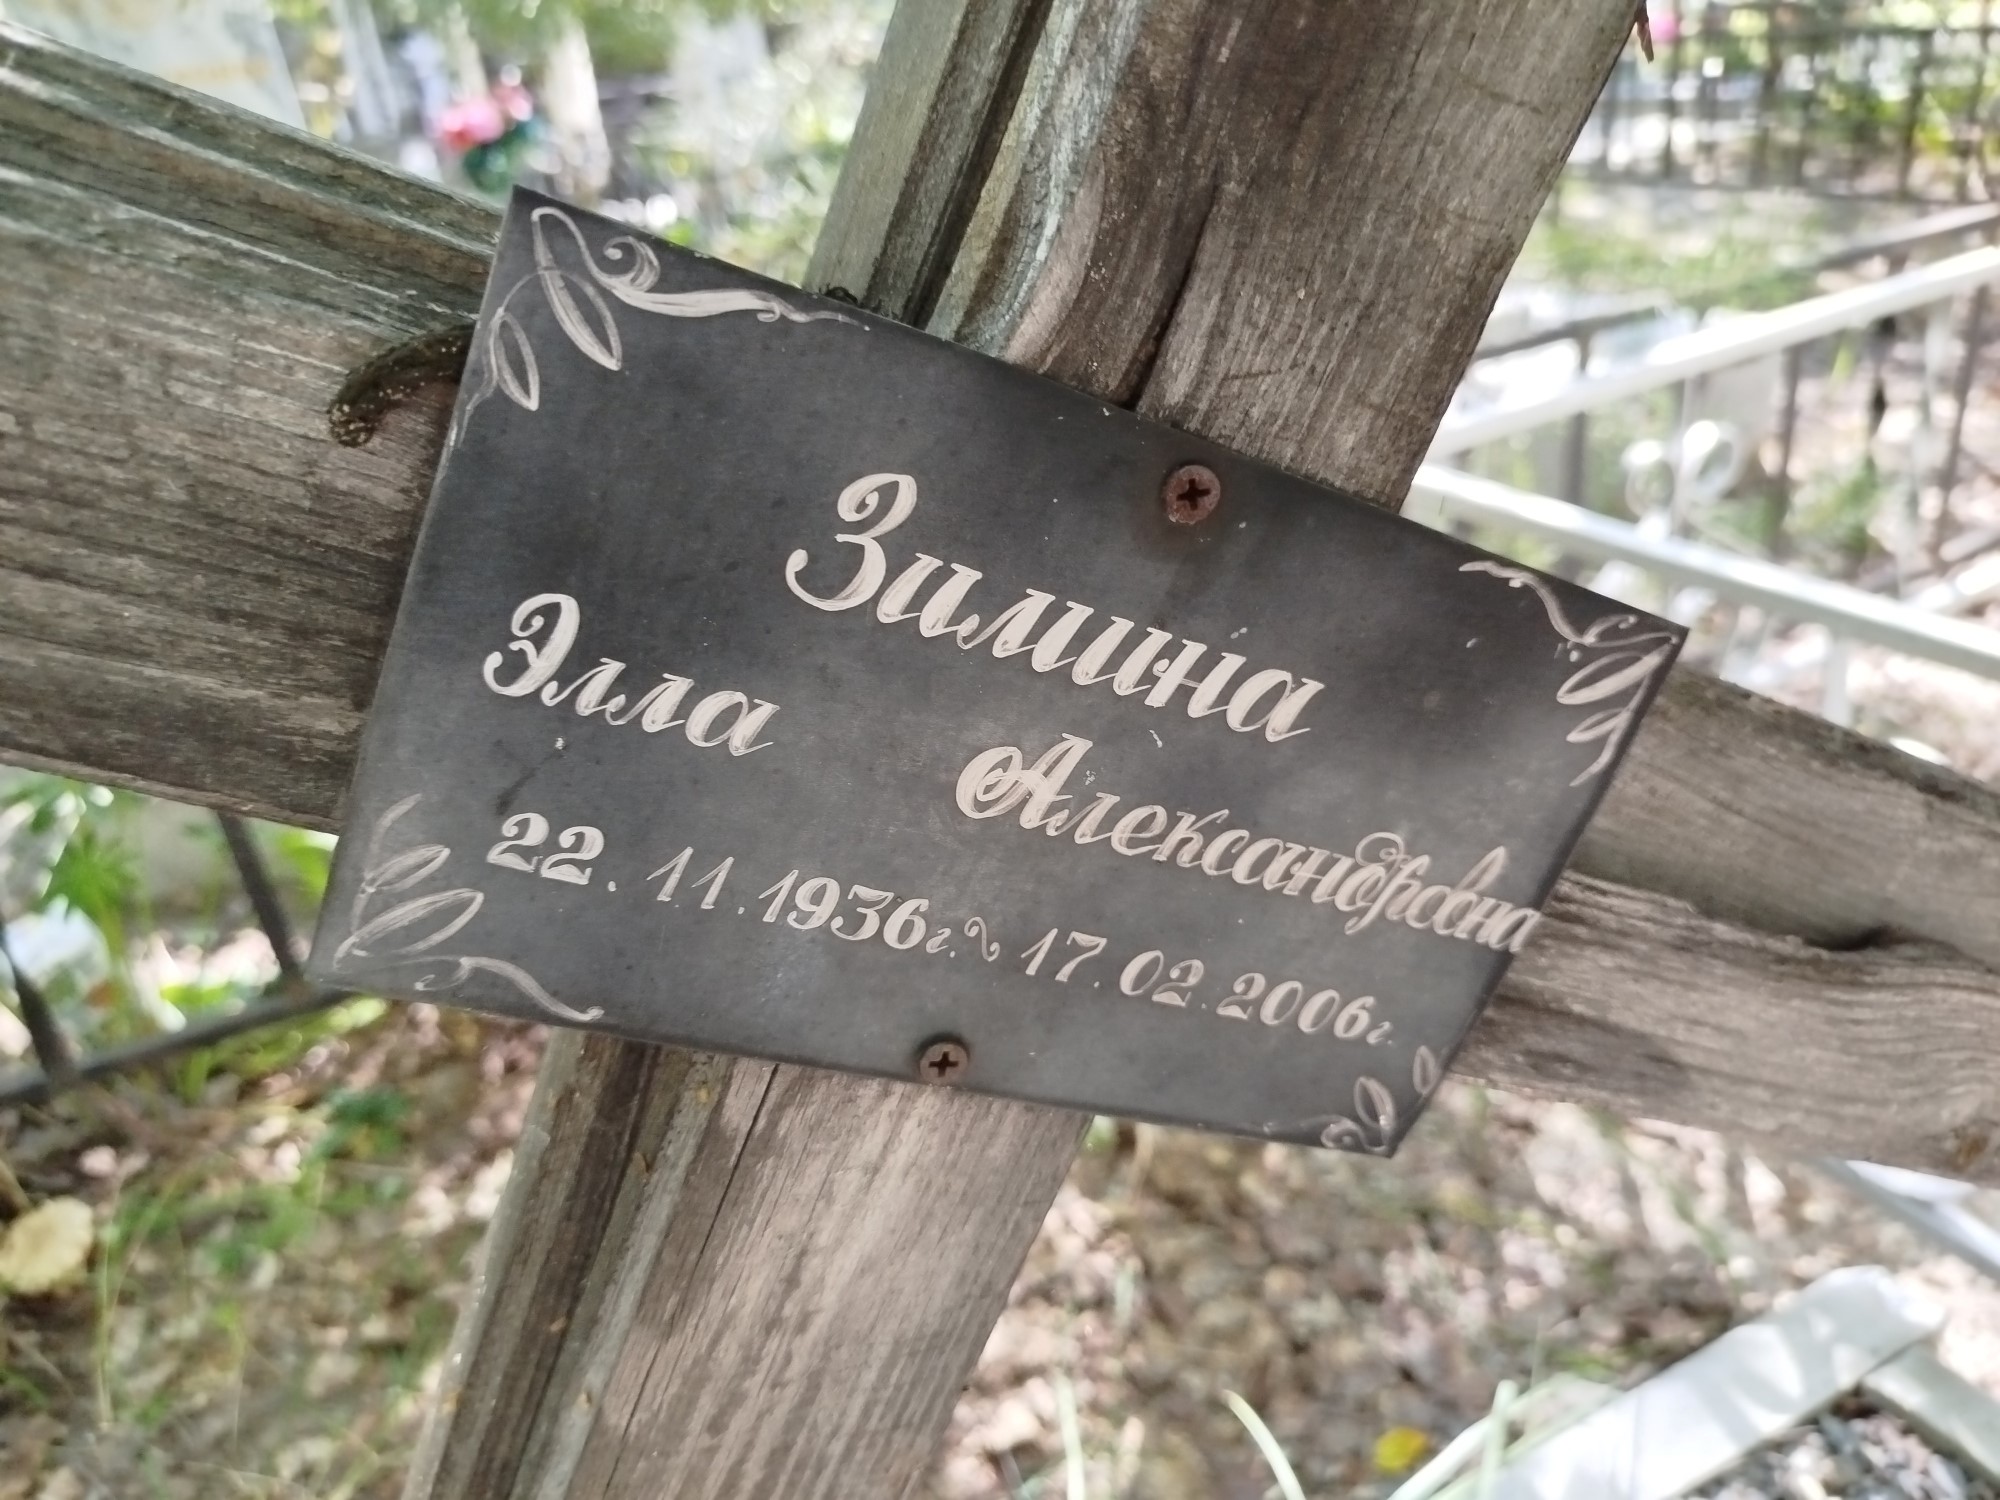 Зимина
Элла Александровна
22.11.1936г.~17.02.2006г.